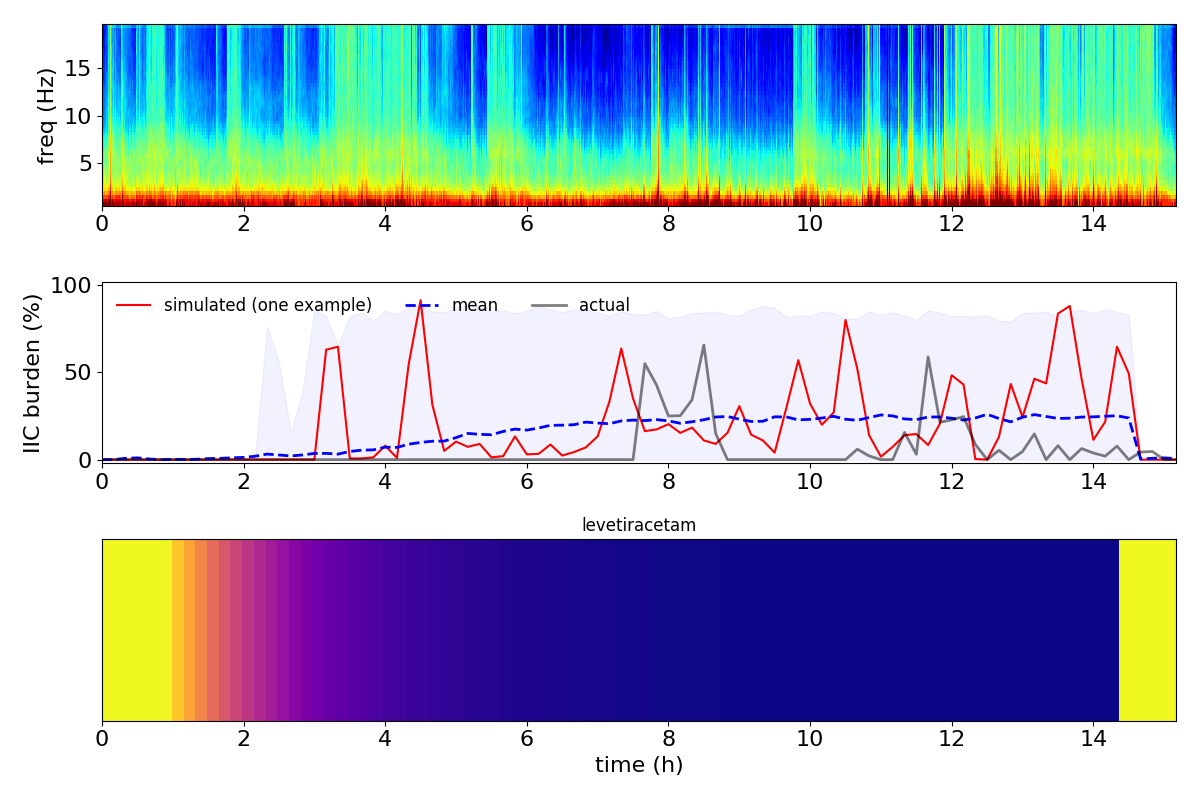 freq (Hz)
15
10
5
0 2 4 6 8 10 12 14
IIC burden (%)
100
50
0
simulated (one example) mean actual
0 2 4 6 8 10 12 14
levetiracetam
0 2 4 6 8 10 12 14
time (h)